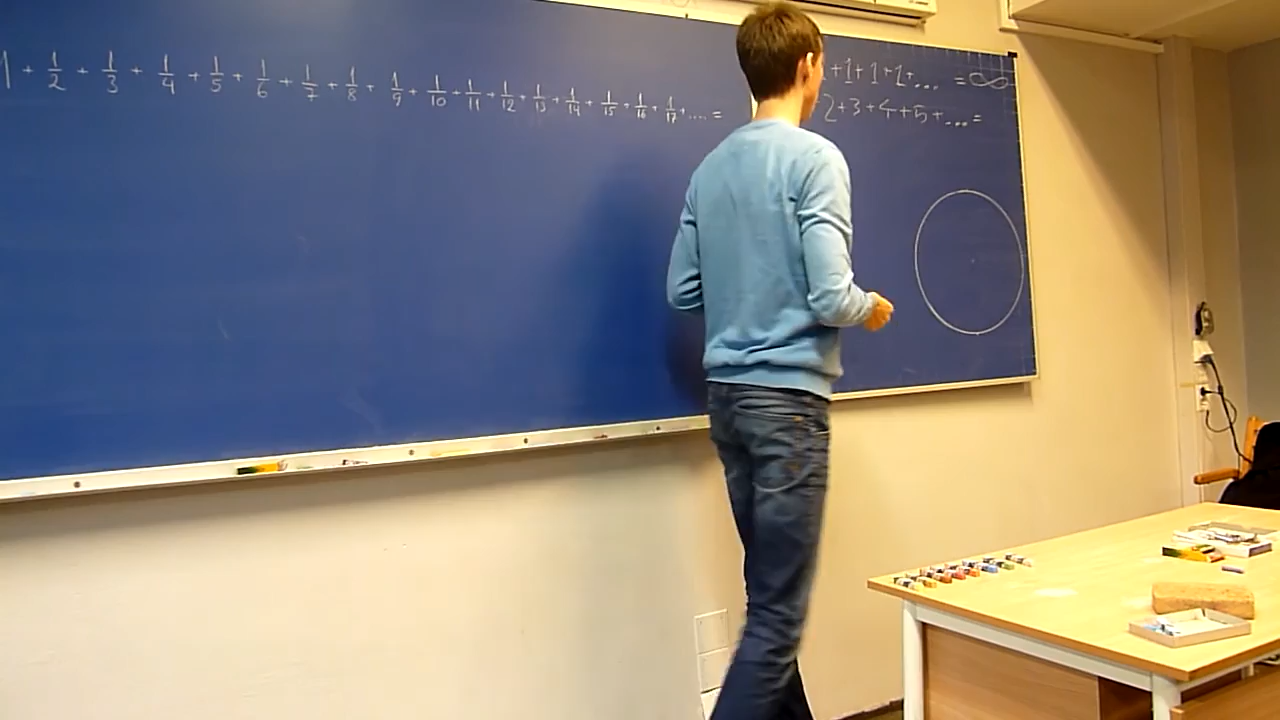 1 + 1/2 + 1/3 + 1/4 + 1/5 + 1/6 + 1/7 + 1/8 + 1/9 + 1/10 + 1/11 + 1/12 + 1/13 + 1/14 + 1/15 + 1/16 + 1/17 + .... =
+1+1+1+... = ∞
2+3+4+5+... =